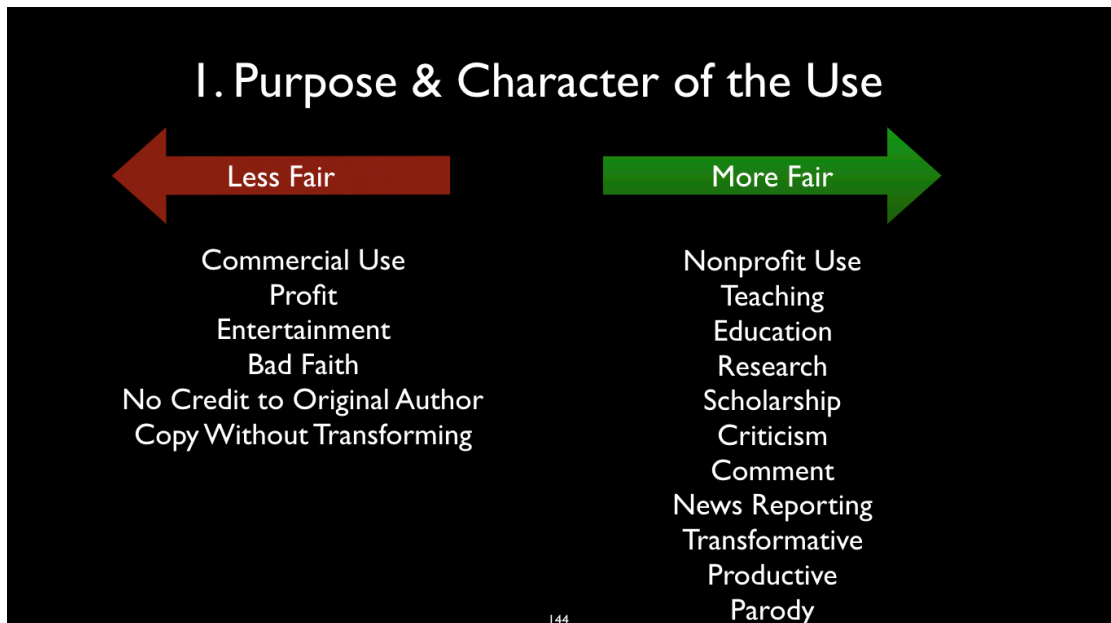 1. Purpose & Character of the Use
Less Fair
Commercial Use
Profit
Entertainment
Bad Faith
No Credit to Original Author
Copy Without Transforming
More Fair
Nonprofit Use
Teaching
Education
Research
Scholarship
Criticism
Comment
News Reporting
Transformative
Productive
Parody
144